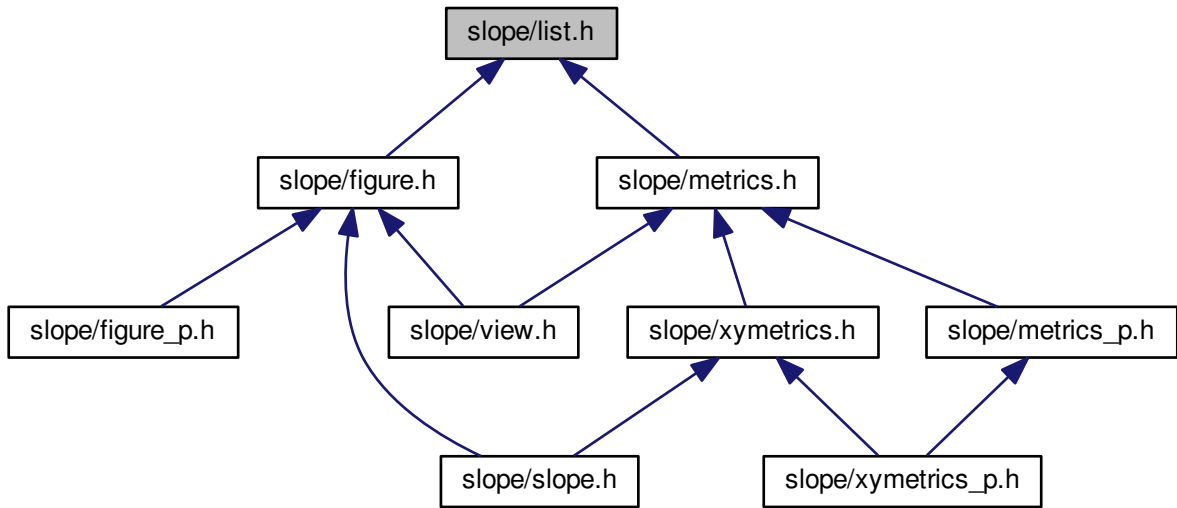 slope/list.h
slope/figure.h
slope/metrics.h
slope/figure_p.h
slope/view.h
slope/xymetrics.h
slope/metrics_p.h
slope/slope.h
slope/xymetrics_p.h